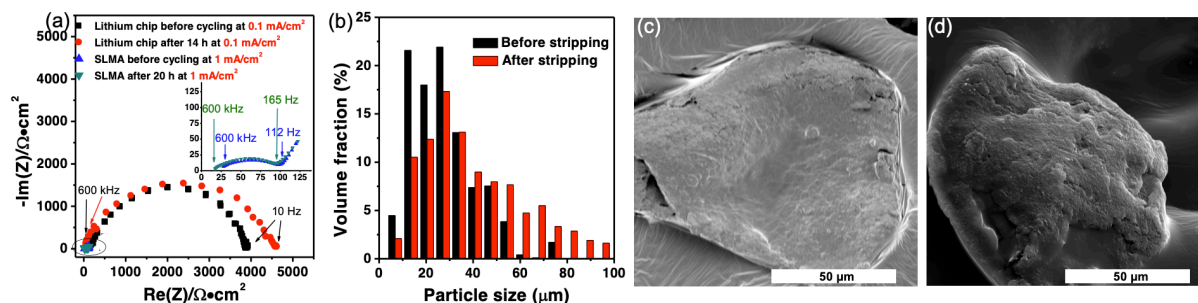 (a)
Lithium chip before cycling at 0.1 mA/cm²
Lithium chip after 14 h at 0.1 mA/cm²
SLMA before cycling at 1 mA/cm²
SLMA after 20 h at 1 mA/cm²
5000
4000
3000
2000
1000
0
-Im(Z)/Ω•cm²
0 1000 2000 3000 4000 5000
Re(Z)/Ω•cm²
600 kHz
10 Hz
125
100
75
50
25
0
0 25 50 75 100 125
600 kHz
165 Hz
600 kHz
112 Hz
(b)
Before stripping
After stripping
25
20
15
10
5
0
Volume fraction (%)
0 20 40 60 80 100
Particle size (μm)
(c)
50 μm
(d)
50 μm